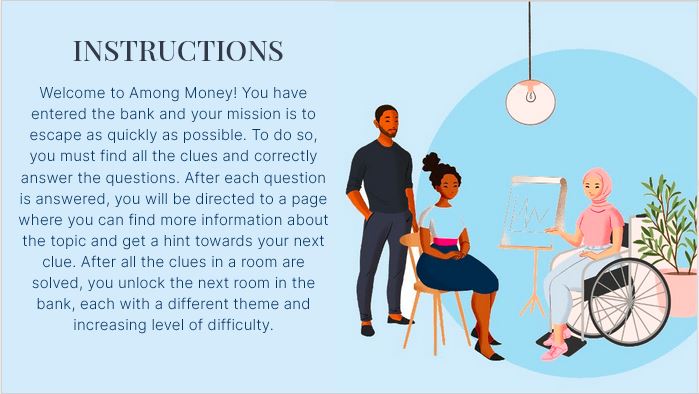 INSTRUCTIONS
Welcome to Among Money! You have
entered the bank and your mission is to
escape as quickly as possible. To do so,
you must find all the clues and correctly
answer the questions. After each question
is answered, you will be directed to a page
where you can find more information about
the topic and get a hint towards your next
clue. After all the clues in a room are
solved, you unlock the next room in the
bank, each with a different theme and
increasing level of difficulty.